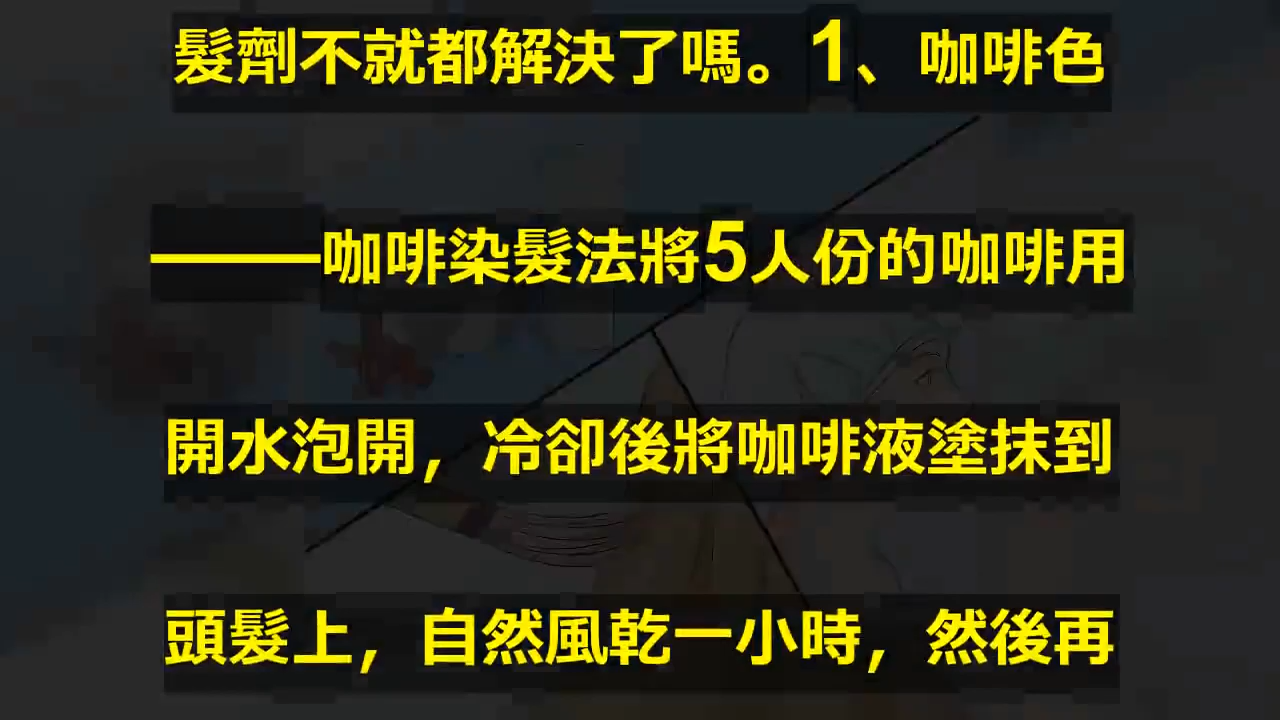 髮劑不就都解決了嗎。1、咖啡色
———咖啡染髮法將5人份的咖啡用
開水泡開，冷卻後將咖啡液塗抹到
頭髮上，自然風乾一小時，然後再